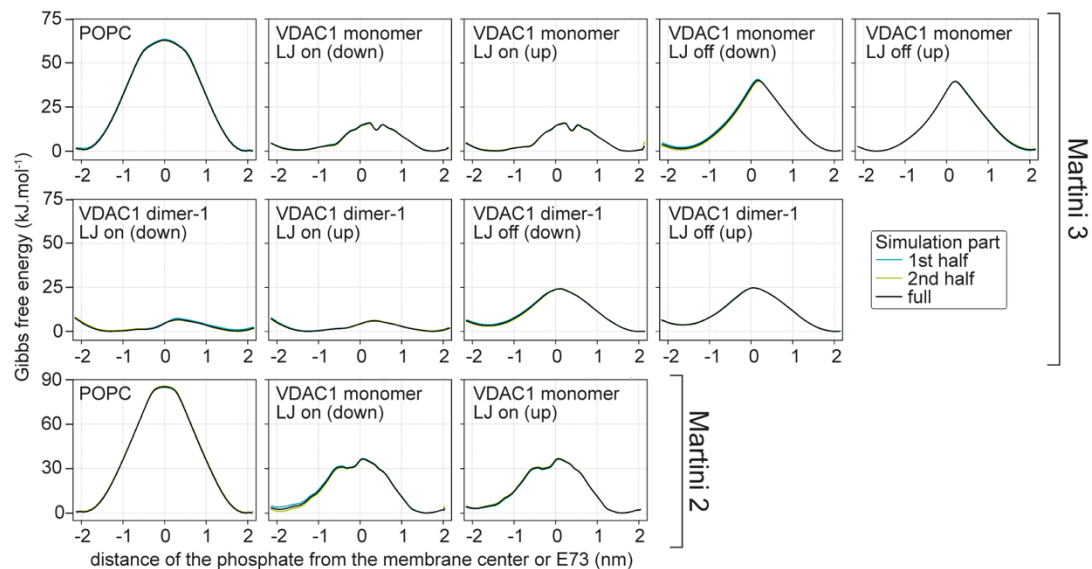 POPC
VDAC1 monomer
LJ on (down)
VDAC1 monomer
LJ on (up)
VDAC1 monomer
LJ off (down)
VDAC1 monomer
LJ off (up)
75
50
25
0
-2 -1 0 1 2
-2 -1 0 1 2
-2 -1 0 1 2
-2 -1 0 1 2
-2 -1 0 1 2
VDAC1 dimer-1
LJ on (down)
VDAC1 dimer-1
LJ on (up)
VDAC1 dimer-1
LJ off (down)
VDAC1 dimer-1
LJ off (up)
75
50
25
0
-2 -1 0 1 2
-2 -1 0 1 2
-2 -1 0 1 2
-2 -1 0 1 2
Simulation part
1st half
2nd half
full
Martini 3
Gibbs free energy (kJ.mol⁻¹)
POPC
VDAC1 monomer
LJ on (down)
VDAC1 monomer
LJ on (up)
90
60
30
0
-2 -1 0 1 2
-2 -1 0 1 2
-2 -1 0 1 2
Martini 2
distance of the phosphate from the membrane center or E73 (nm)